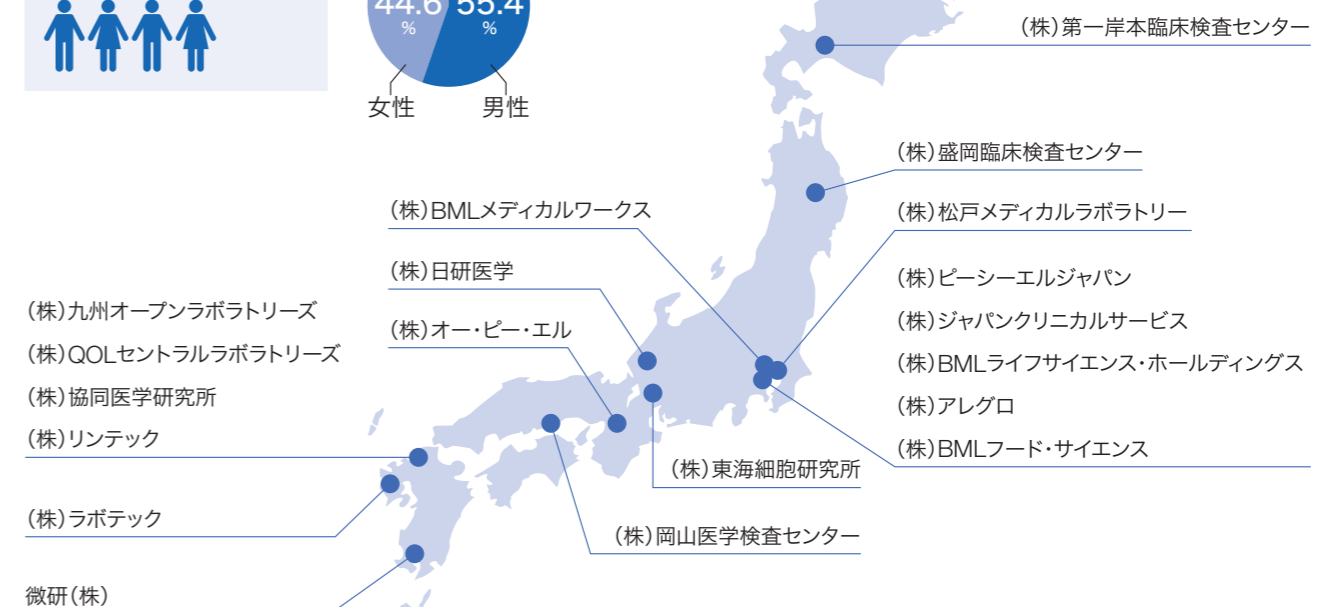 44.6
%
55.4
%
女性
男性
(株)第一岸本臨床検査センター
(株)盛岡臨床検査センター
(株)BMLメディカルワークス
(株)松戸メディカルラボラトリー
(株)日研医学
(株)ピーシーエルジャパン
(株)ジャパンクリニカルサービス
(株)BMLライフサイエンス・ホールディングス
(株)アレグロ
(株)BMLフード・サイエンス
(株)オー・ピー・エル
(株)九州オープンラボラトリーズ
(株)QOLセントラルラボラトリーズ
(株)協同医学研究所
(株)リンテック
(株)東海細胞研究所
(株)ラボテック
(株)岡山医学検査センター
微研(株)